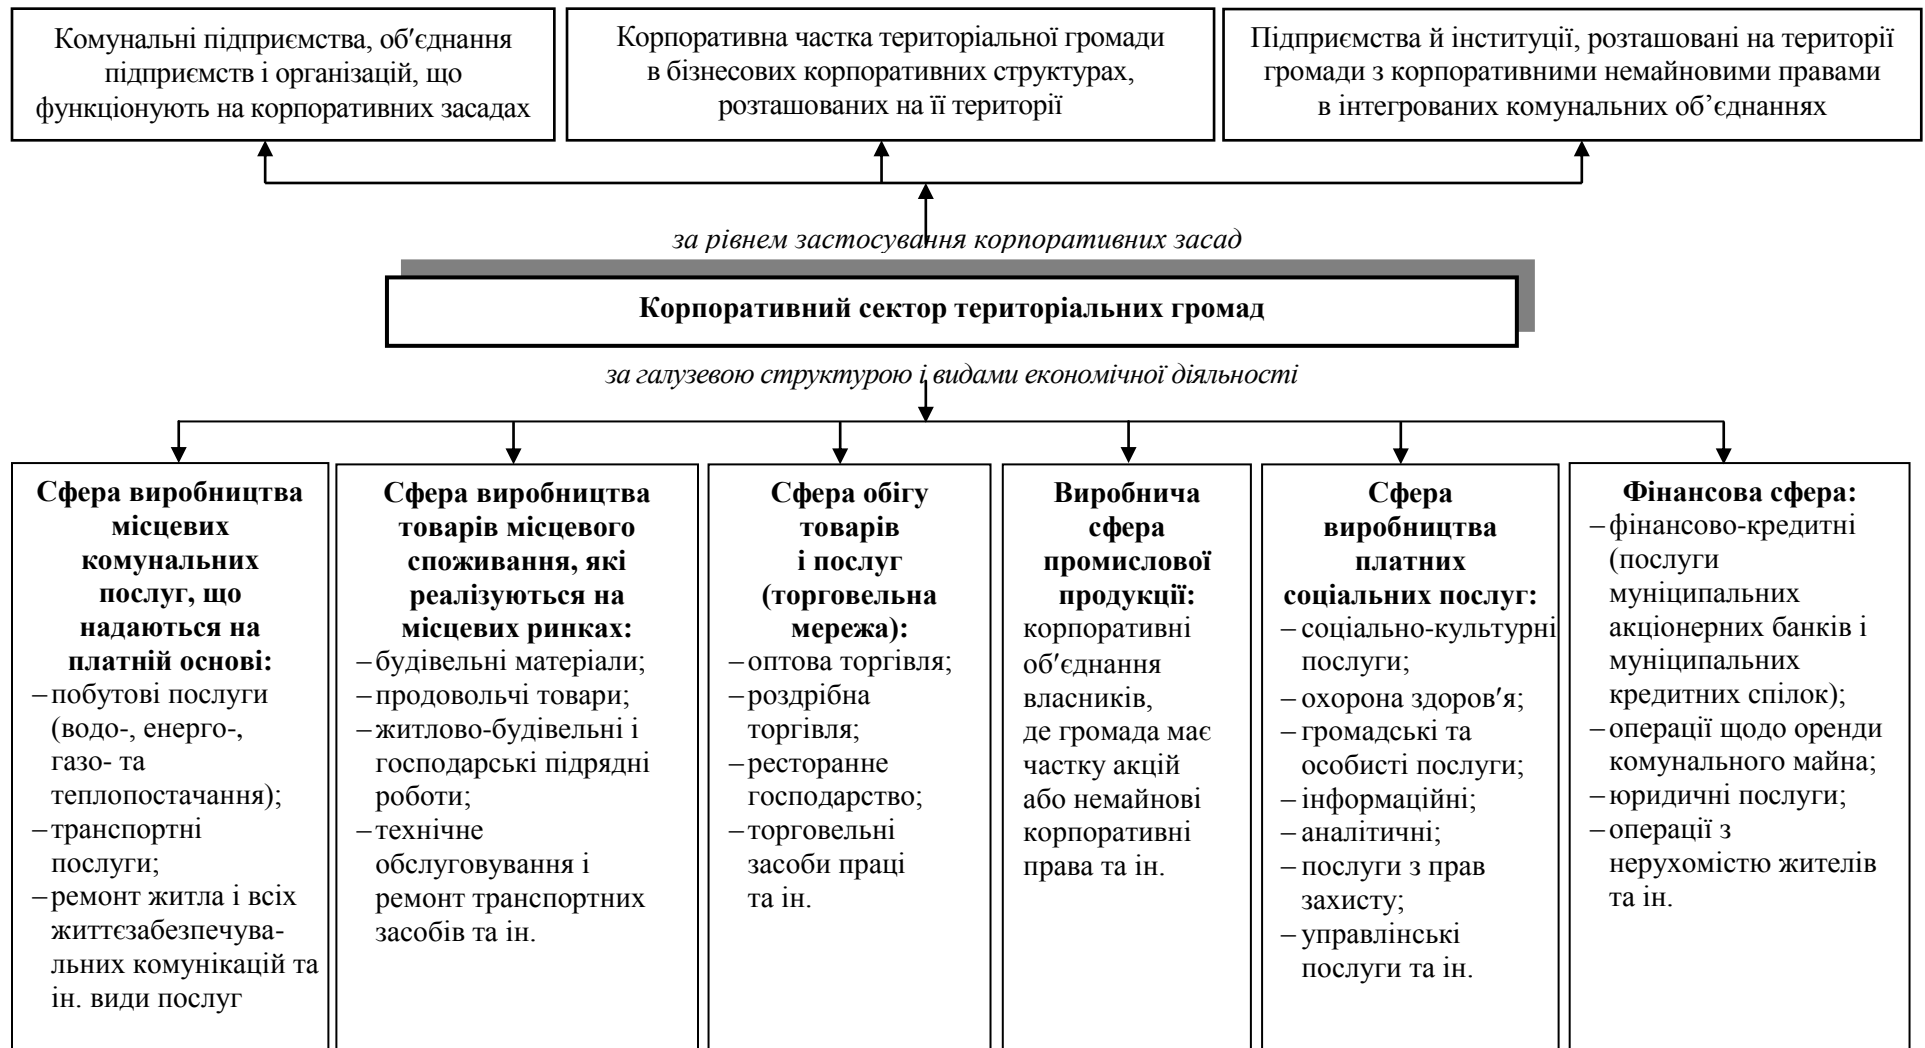 Комунальні підприємства, об′єднання
підприємств і організацій, що
функціонують на корпоративних засадах
Корпоративна частка територіальної громади
в бізнесових корпоративних структурах,
розташованих на її території
Підприємства й інституції, розташовані на території
громади з корпоративними немайновими правами
в інтегрованих комунальних об’єднаннях
за рівнем застосування корпоративних засад
Корпоративний сектор територіальних громад
за галузевою структурою і видами економічної діяльності
Сфера виробництва
місцевих
комунальних
послуг, що
надаються на
платній основі:
– побутові послуги
(водо-, енерго-,
газо- та
теплопостачання);
– транспортні
послуги;
– ремонт житла і всіх
життєзабезпечува-
льних комунікацій та
ін. види послуг
Сфера виробництва
товарів місцевого
споживання, які
реалізуються на
місцевих ринках:
– будівельні матеріали;
– продовольчі товари;
– житлово-будівельні і
господарські підрядні
роботи;
– технічне
обслуговування і
ремонт транспортних
засобів та ін.
Сфера обігу
товарів
і послуг
(торговельна
мережа):
– оптова торгівля;
– роздрібна
торгівля;
– ресторанне
господарство;
– торговельні
засоби праці
та ін.
Виробнича
сфера
промислової
продукції:
корпоративні
об′єднання
власників,
де громада має
частку акцій
або немайнові
корпоративні
права та ін.
Сфера
виробництва
платних
соціальних послуг:
– соціально-культурні
послуги;
– охорона здоров′я;
– громадські та
особисті послуги;
– інформаційні;
– аналітичні;
– послуги з прав
захисту;
– управлінські
послуги та ін.
Фінансова сфера:
– фінансово-кредитні
(послуги
муніципальних
акціонерних банків і
муніципальних
кредитних спілок);
– операції щодо оренди
комунального майна;
– юридичні послуги;
– операції з
нерухомістю жителів
та ін.